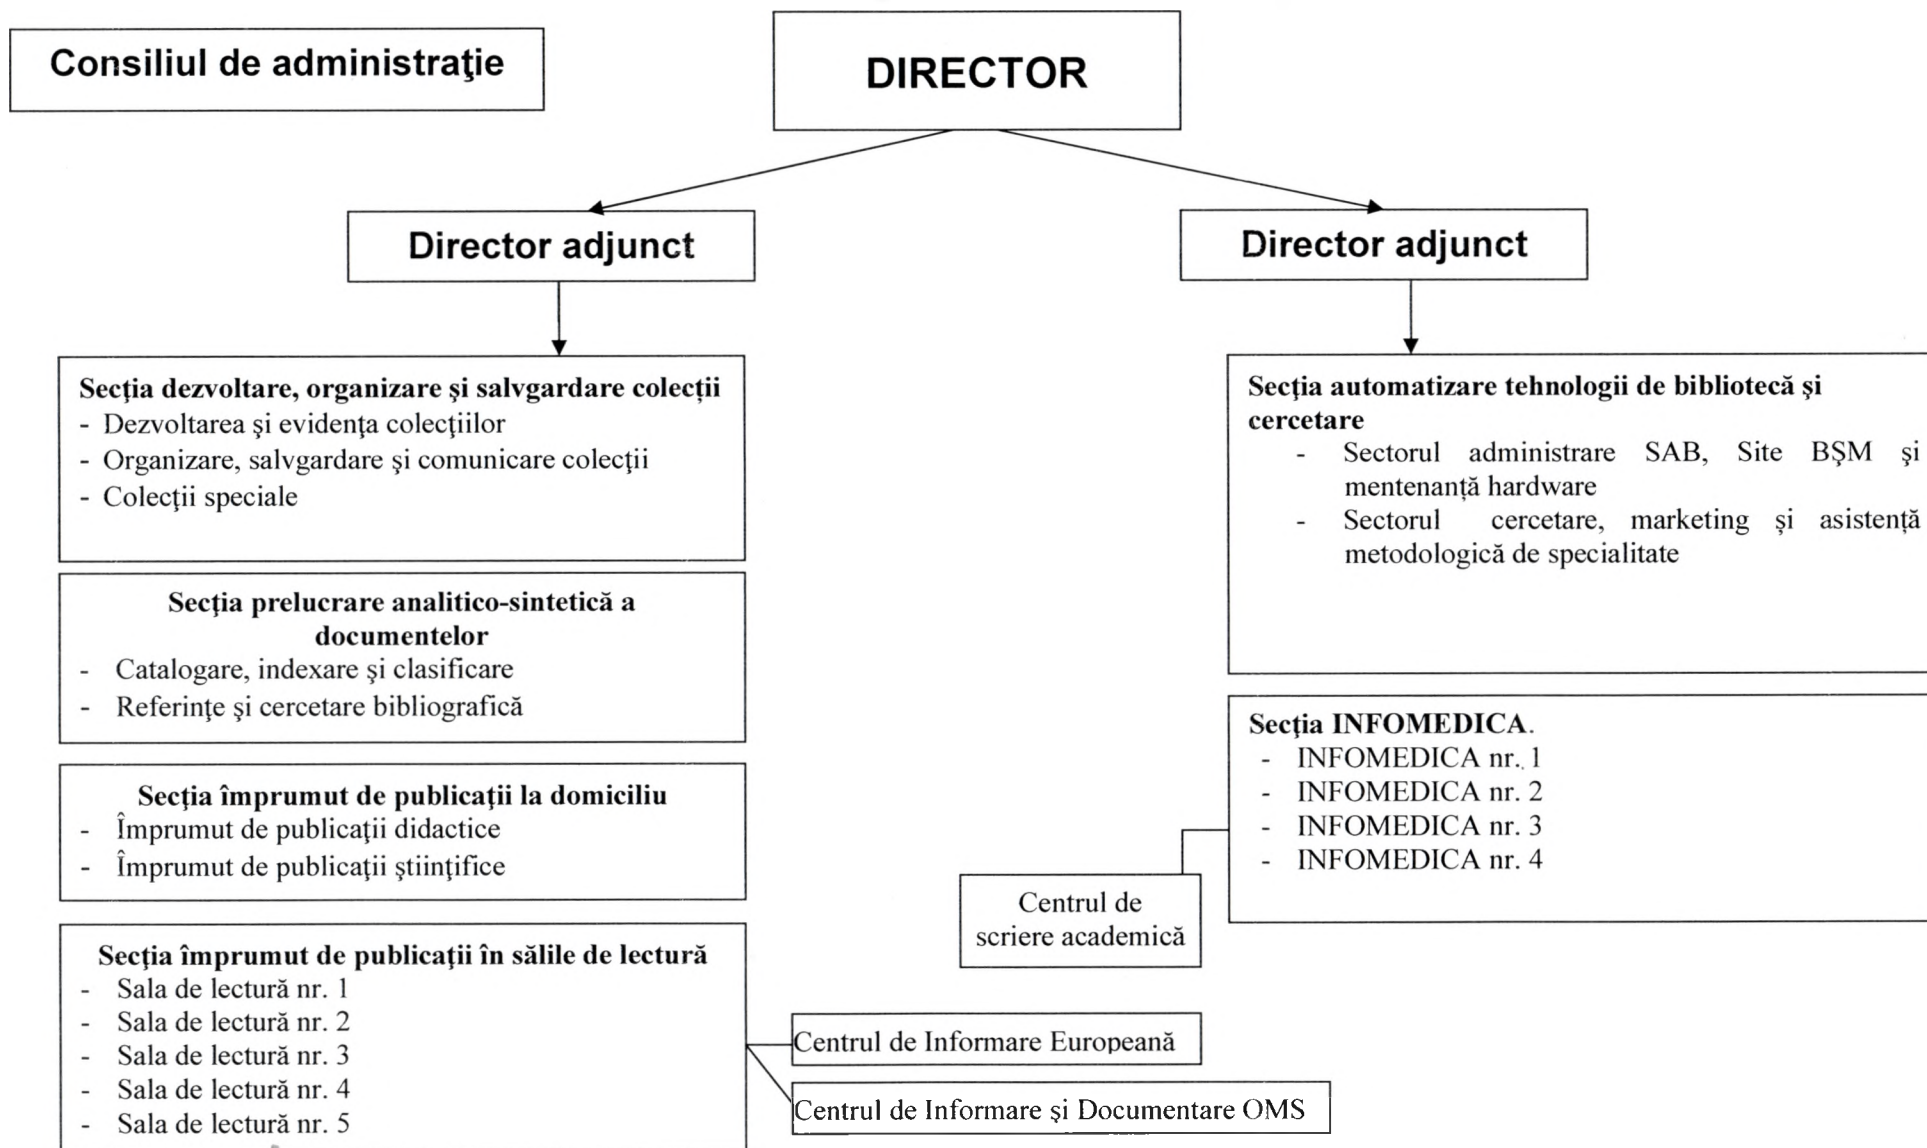 Consiliul de administraţie
DIRECTOR
Director adjunct
Director adjunct
Secţia dezvoltare, organizare şi salvgardare colecții
- Dezvoltarea şi evidenţa colecţiilor
- Organizare, salvgardare şi comunicare colecții
- Colecţii speciale
Secţia prelucrare analitico-sintetică a
documentelor
- Catalogare, indexare şi clasificare
- Referinţe şi cercetare bibliografică
Secţia împrumut de publicaţii la domiciliu
- Împrumut de publicaţii didactice
- Împrumut de publicaţii ştiinţifice
Secţia împrumut de publicaţii în sălile de lectură
- Sala de lectură nr. 1
- Sala de lectură nr. 2
- Sala de lectură nr. 3
- Sala de lectură nr. 4
- Sala de lectură nr. 5
Centrul de Informare Europeană
Centrul de Informare şi Documentare OMS
Secţia automatizare tehnologii de bibliotecă şi
cercetare
- Sectorul administrare SAB, Site BŞM şi
mentenanță hardware
- Sectorul cercetare, marketing și asistență
metodologică de specialitate
Secţia INFOMEDICA.
- INFOMEDICA nr. 1
- INFOMEDICA nr. 2
- INFOMEDICA nr. 3
- INFOMEDICA nr. 4
Centrul de
scriere academică